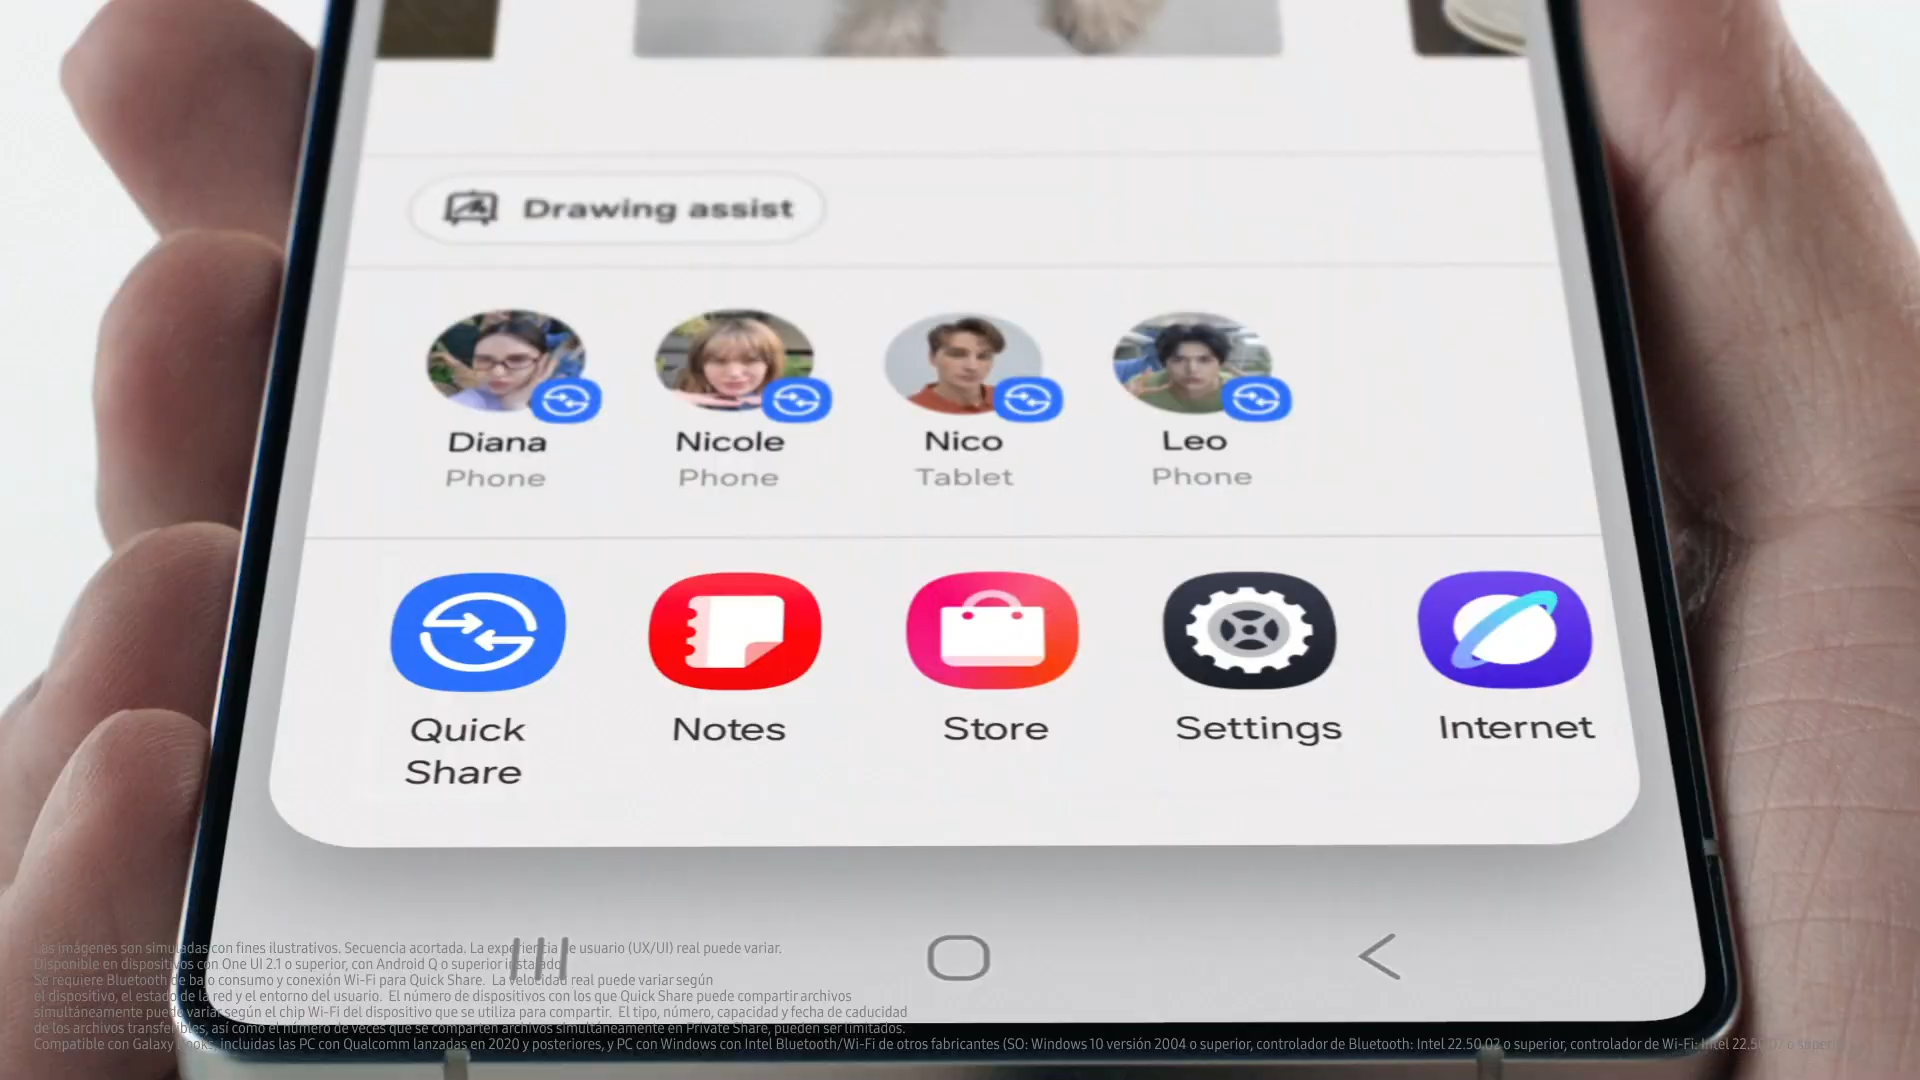 Drawing assist
Diana
Nicole
Nico
Leo
Phone
Phone
Tablet
Phone
Quick
Share
Notes
Store
Settings
Internet
Las imágenes son simuladas con fines ilustrativos. Secuencia acortada. La experiencia de usuario (UX/UI) real puede variar.
Disponible en dispositivos con One UI 2.1 o superior, con Android Q o superior instalado
Se requiere Bluetooth de bajo consumo y conexión Wi-Fi para Quick Share. La velocidad real puede variar según
el dispositivo, el estado de la red y el entorno del usuario. El número de dispositivos con los que Quick Share puede compartir archivos
simultáneamente puede variar según el chip Wi-Fi del dispositivo que se utiliza para compartir. El tipo, número, capacidad y fecha de caducidad
de los archivos transferibles, así como el número de veces que se comparten archivos simultáneamente en Private Share, pueden ser limitados.
Compatible con Galaxy Books, incluidas las PC con Qualcomm lanzadas en 2020 y posteriores, y PC con Windows con Intel Bluetooth/Wi-Fi de otros fabricantes (SO: Windows 10 versión 2004 o superior, controlador de Bluetooth: Intel 22.50.02 o superior, controlador de Wi-Fi: Intel